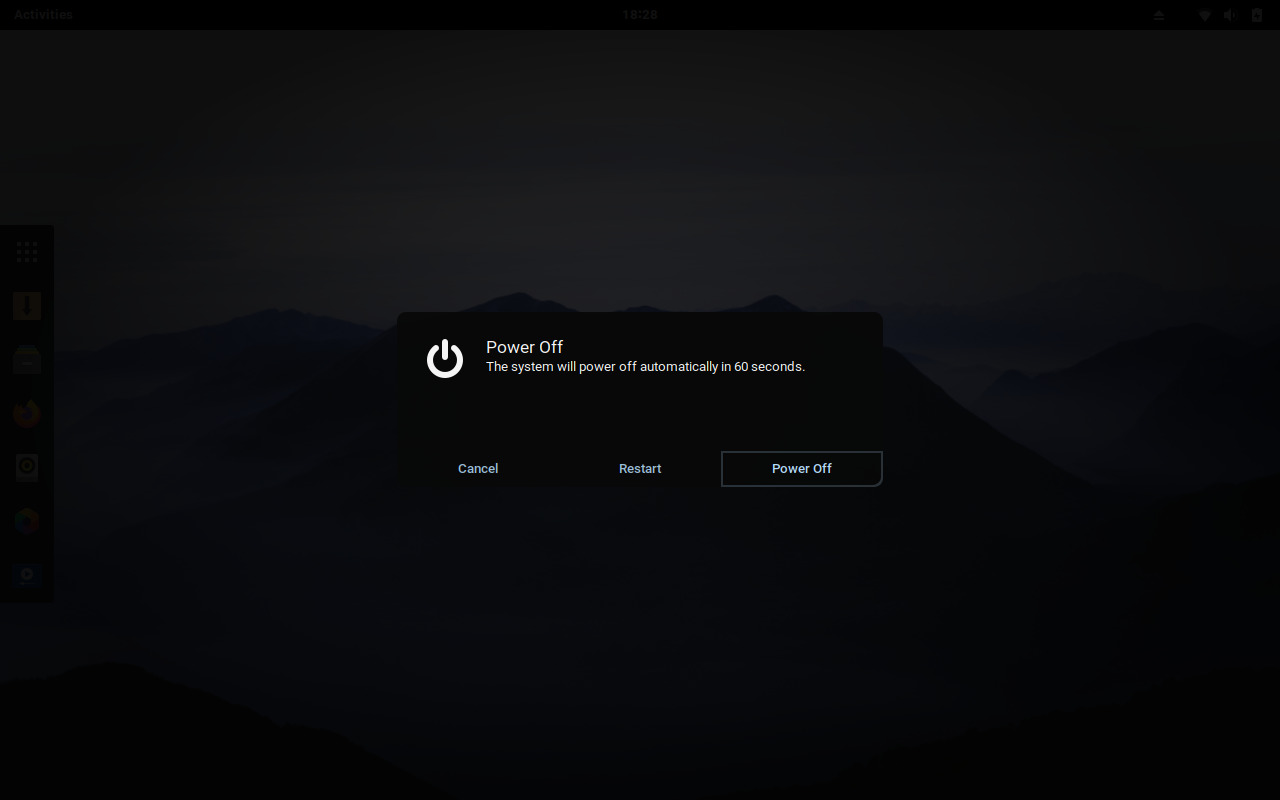 Activities
18:28
Power Off
The system will power off automatically in 60 seconds.
Cancel
Restart
Power Off